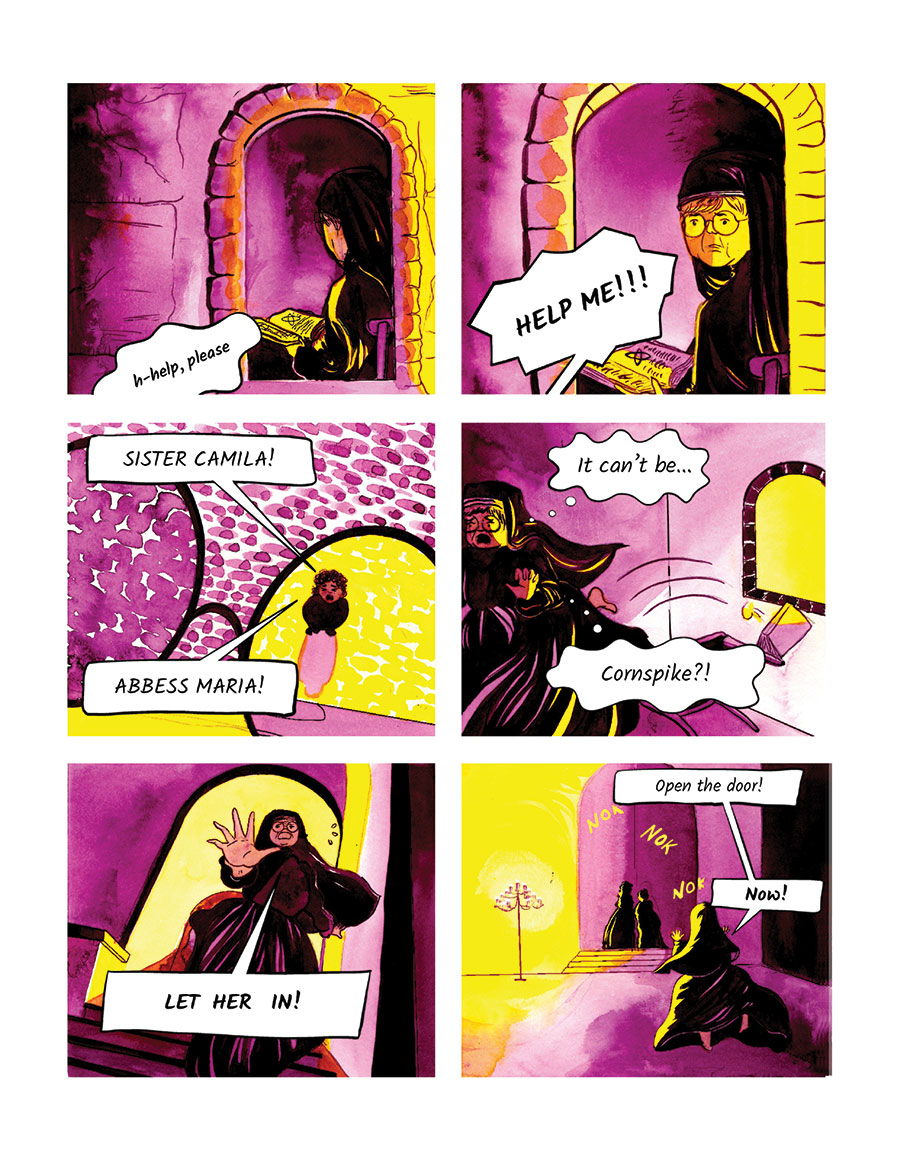 h-help, please
HELP ME!!!
SISTER CAMILA!
ABBESS MARIA!
It can't be...
Cornspike?!
LET HER IN!
Open the door!
NOK
NOK
NOK
Now!